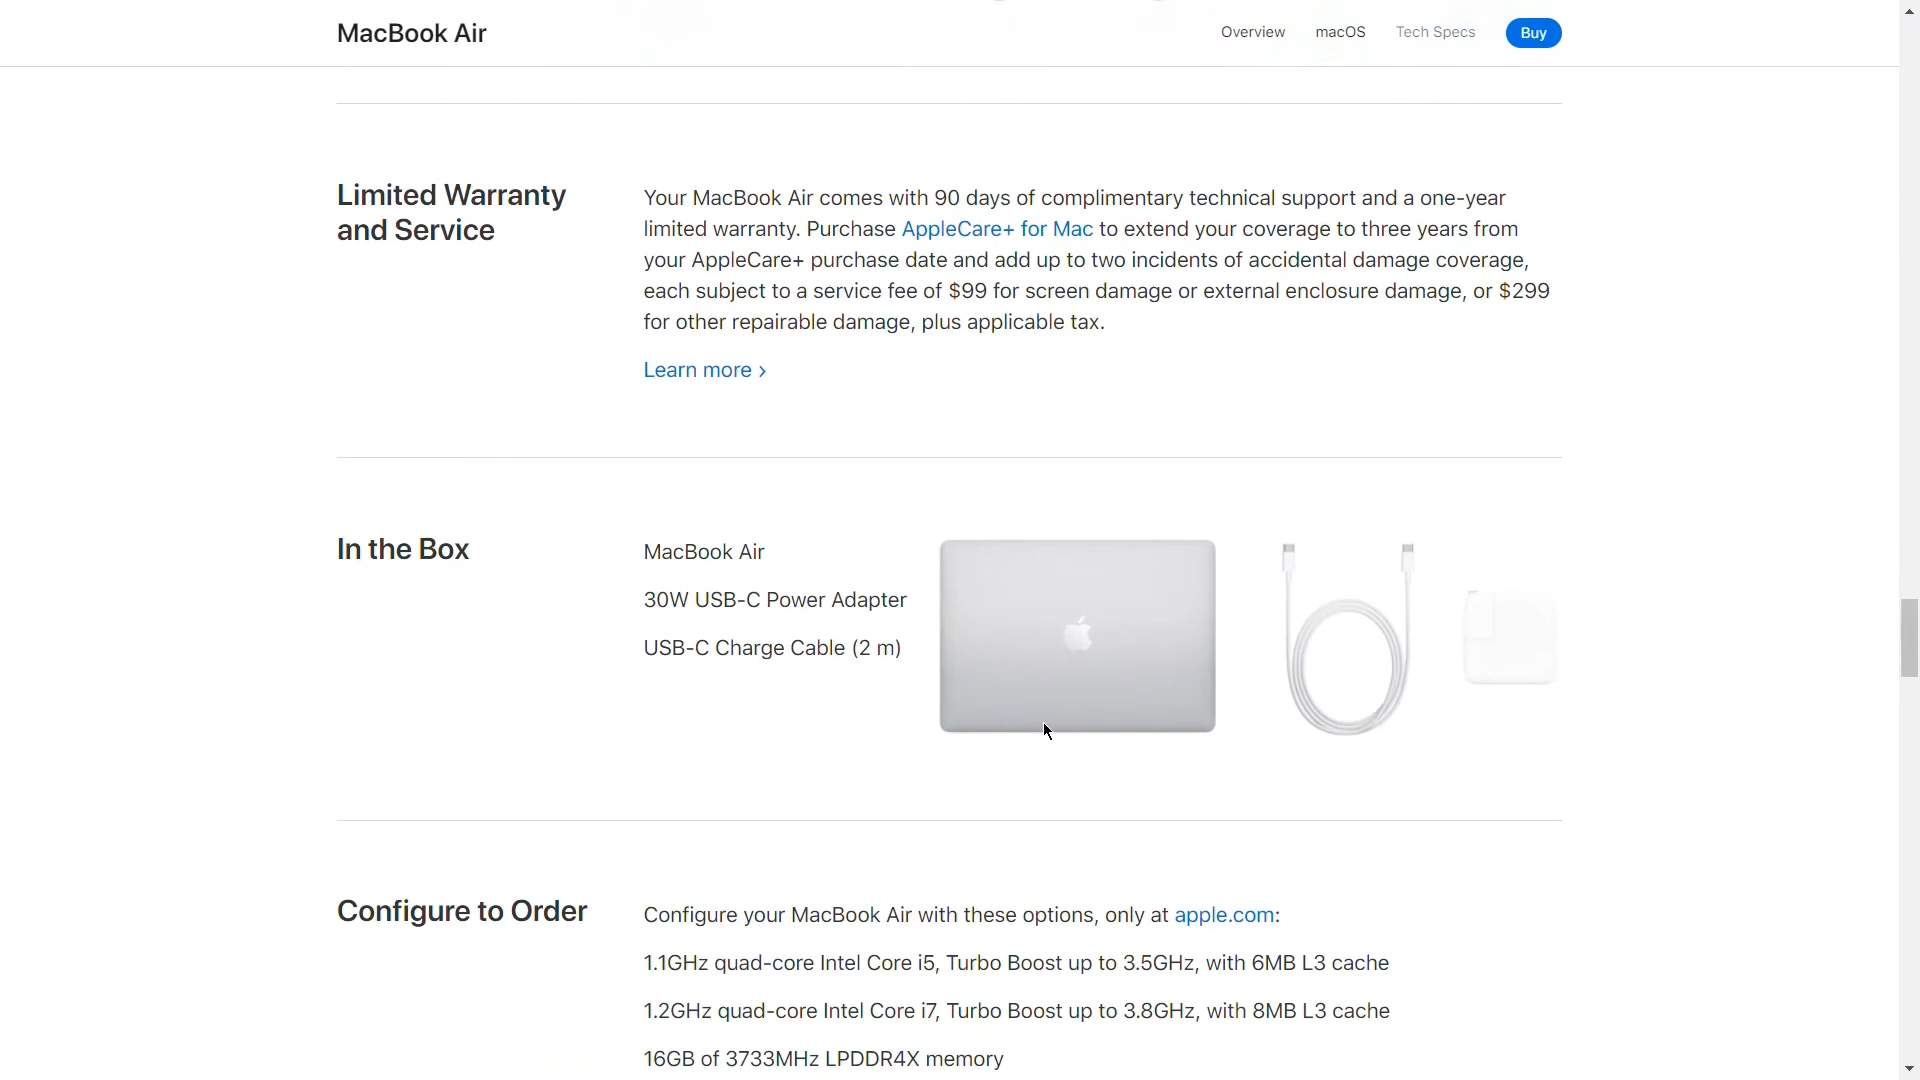 MacBook Air
Overview
macOS
Tech Specs
Buy
Limited Warranty
and Service
Your MacBook Air comes with 90 days of complimentary technical support and a one-year
limited warranty. Purchase AppleCare+ for Mac to extend your coverage to three years from
your AppleCare+ purchase date and add up to two incidents of accidental damage coverage,
each subject to a service fee of $99 for screen damage or external enclosure damage, or $299
for other repairable damage, plus applicable tax.
Learn more ›
In the Box
MacBook Air
30W USB-C Power Adapter
USB-C Charge Cable (2 m)
Configure to Order
Configure your MacBook Air with these options, only at apple.com:
1.1GHz quad-core Intel Core i5, Turbo Boost up to 3.5GHz, with 6MB L3 cache
1.2GHz quad-core Intel Core i7, Turbo Boost up to 3.8GHz, with 8MB L3 cache
16GB of 3733MHz LPDDR4X memory